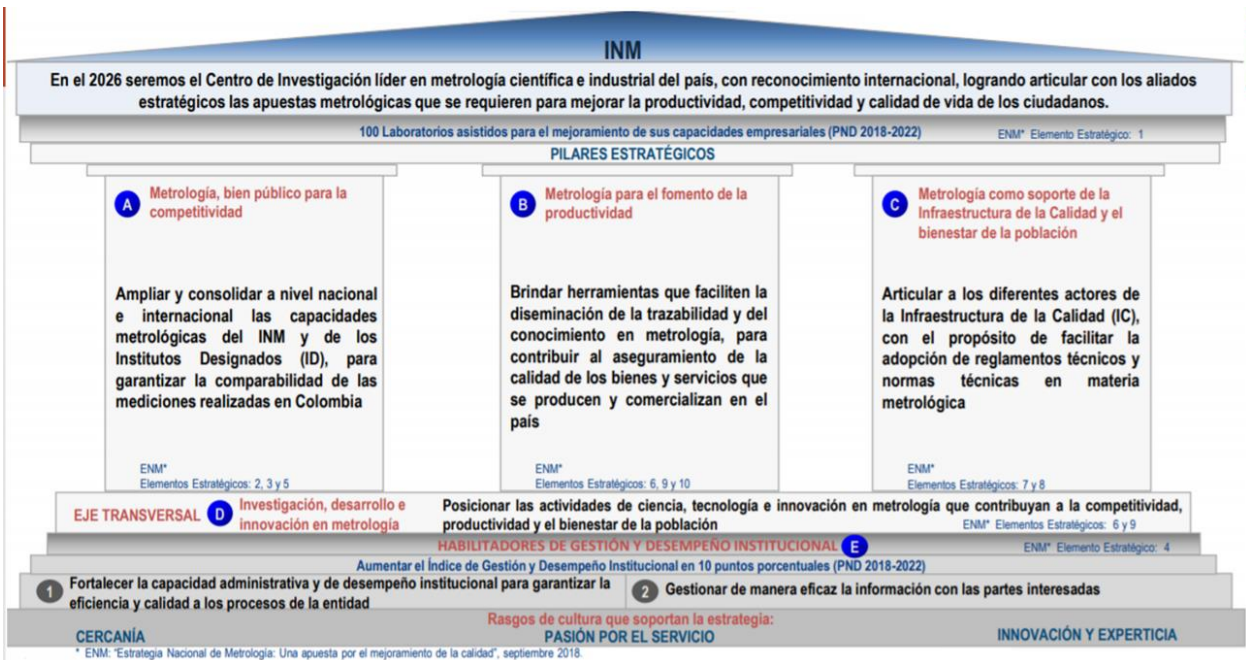 INM
En el 2026 seremos el Centro de Investigación líder en metrología científica e industrial del país, con reconocimiento internacional, logrando articular con los aliados
estratégicos las apuestas metrológicas que se requieren para mejorar la productividad, competitividad y calidad de vida de los ciudadanos.
100 Laboratorios asistidos para el mejoramiento de sus capacidades empresariales (PND 2018-2022)
ENM* Elemento Estratégico: 1
PILARES ESTRATÉGICOS
A
Metrología, bien público para la
competitividad
Ampliar y consolidar a nivel nacional
e internacional las capacidades
metrológicas del INM y de los
Institutos Designados (ID), para
garantizar la comparabilidad de las
mediciones realizadas en Colombia
ENM*
Elementos Estratégicos: 2, 3 y 5
B
Metrología para el fomento de la
productividad
Brindar herramientas que faciliten la
diseminación de la trazabilidad y del
conocimiento en metrología, para
contribuir al aseguramiento de la
calidad de los bienes y servicios que
se producen y comercializan en el
país
ENM*
Elementos Estratégicos: 6, 9 y 10
C
Metrología como soporte de la
Infraestructura de la Calidad y el
bienestar de la población
Articular a los diferentes actores de
la Infraestructura de la Calidad (IC),
con el propósito de facilitar la
adopción de reglamentos técnicos y
normas técnicas en materia
metrológica
ENM*
Elementos Estratégicos: 7 y 8
EJE TRANSVERSAL
D
Investigación, desarrollo e
innovación en metrología
Posicionar las actividades de ciencia, tecnología e innovación en metrología que contribuyan a la competitividad,
productividad y el bienestar de la población
ENM* Elementos Estratégicos: 6 y 9
HABILITADORES DE GESTIÓN Y DESEMPEÑO INSTITUCIONAL
E
ENM* Elemento Estratégico: 4
Aumentar el Índice de Gestión y Desempeño Institucional en 10 puntos porcentuales (PND 2018-2022)
1
Fortalecer la capacidad administrativa y de desempeño institucional para garantizar la
eficiencia y calidad a los procesos de la entidad
2
Gestionar de manera eficaz la información con las partes interesadas
Rasgos de cultura que soportan la estrategia:
CERCANÍA
PASIÓN POR EL SERVICIO
INNOVACIÓN Y EXPERTICIA
* ENM: "Estrategia Nacional de Metrología: Una apuesta por el mejoramiento de la calidad", septiembre 2018.